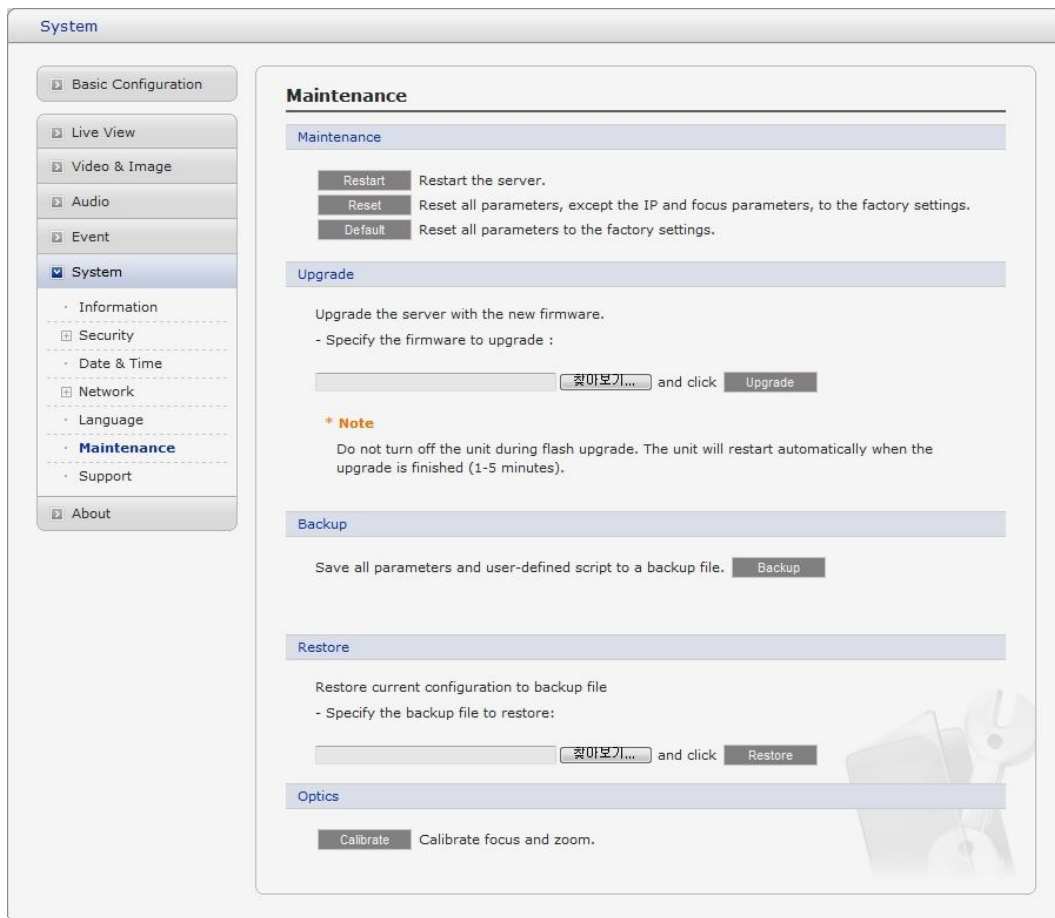 System
Basic Configuration
Live View
Video & Image
Audio
Event
System
· Information
Security
· Date & Time
Network
· Language
· Maintenance
· Support
About
Maintenance
Maintenance
Restart Restart the server.
Reset Reset all parameters, except the IP and focus parameters, to the factory settings.
Default Reset all parameters to the factory settings.
Upgrade
Upgrade the server with the new firmware.
- Specify the firmware to upgrade :
찾아보기... and click Upgrade
* Note
Do not turn off the unit during flash upgrade. The unit will restart automatically when the
upgrade is finished (1-5 minutes).
Backup
Save all parameters and user-defined script to a backup file. Backup
Restore
Restore current configuration to backup file
- Specify the backup file to restore:
찾아보기... and click Restore
Optics
Calibrate Calibrate focus and zoom.